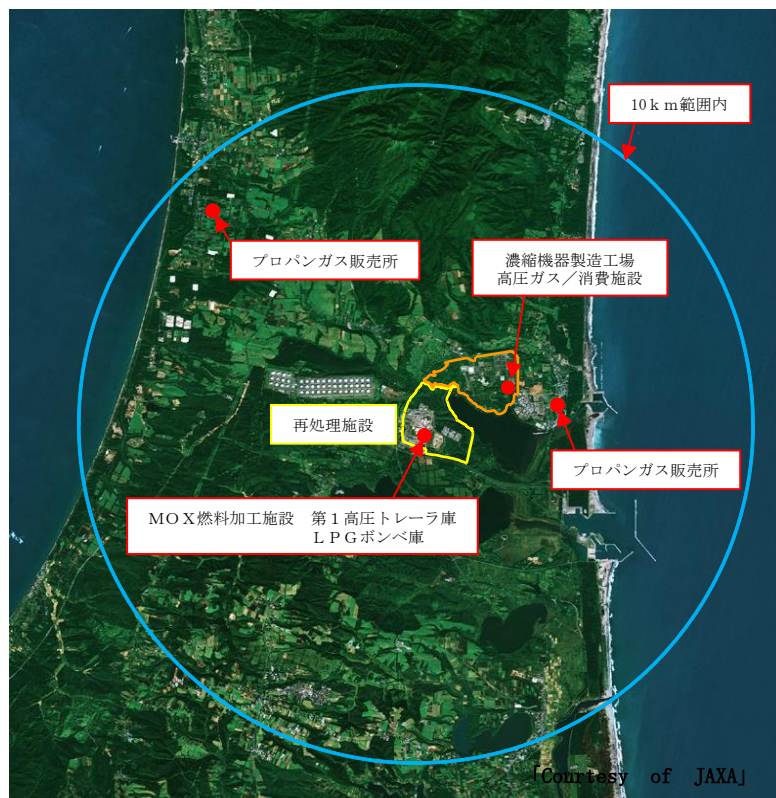 10km範囲内
プロパンガス販売所
濃縮機器製造工場
高圧ガス／消費施設
再処理施設
プロパンガス販売所
MOX燃料加工施設　第１高圧トレーラ庫
LPGボンベ庫
「Courtesy of JAXA」